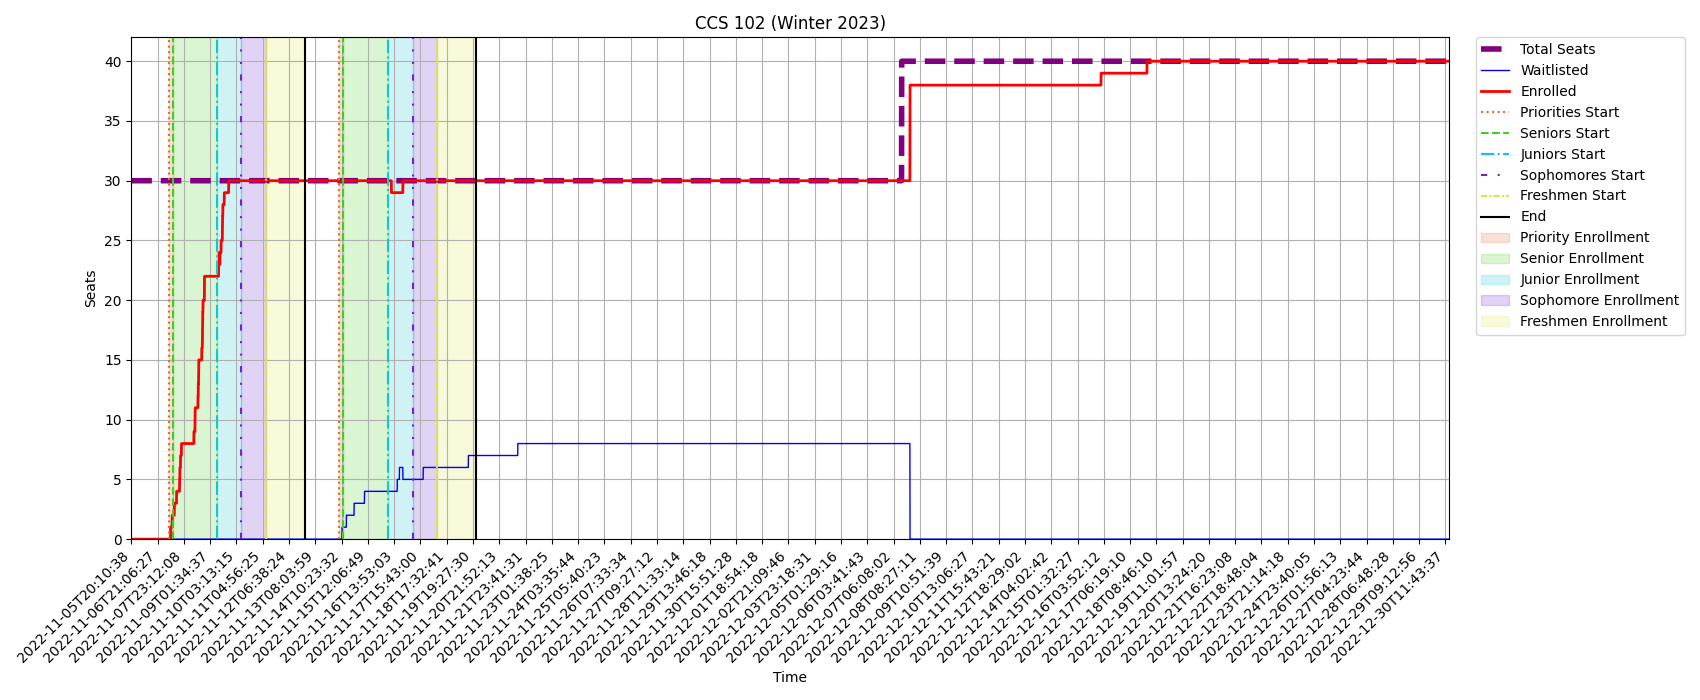 CCS 102 (Winter 2023)
Seats
40
35
30
25
20
15
10
5
0
2022-11-05T20:10:38
2022-11-06T21:06:27
2022-11-07T23:12:08
2022-11-09T01:34:37
2022-11-10T03:13:15
2022-11-11T04:56:23
2022-11-12T06:38:24
2022-11-13T08:03:59
2022-11-14T10:23:32
2022-11-15T12:06:49
2022-11-16T13:53:03
2022-11-17T15:43:00
2022-11-18T17:32:41
2022-11-19T19:27:30
2022-11-20T21:52:13
2022-11-21T23:41:31
2022-11-23T01:38:25
2022-11-24T03:35:44
2022-11-25T05:40:23
2022-11-26T07:33:34
2022-11-27T09:27:12
2022-11-28T11:33:14
2022-11-29T13:46:18
2022-11-30T15:51:28
2022-12-01T18:54:18
2022-12-02T21:09:46
2022-12-03T23:18:31
2022-12-05T01:29:16
2022-12-06T03:41:43
2022-12-07T06:08:02
2022-12-08T08:27:11
2022-12-09T10:51:39
2022-12-10T13:06:27
2022-12-11T15:43:21
2022-12-12T18:29:02
2022-12-14T04:02:42
2022-12-15T15:32:27
2022-12-16T03:52:12
2022-12-17T06:19:10
2022-12-18T08:46:10
2022-12-19T11:01:57
2022-12-20T13:24:20
2022-12-21T16:23:08
2022-12-22T18:48:04
2022-12-23T21:14:18
2022-12-24T23:40:05
2022-12-26T01:56:13
2022-12-27T04:23:44
2022-12-28T06:48:28
2022-12-29T09:12:56
2022-12-30T11:43:37
Time
Total Seats
Waitlisted
Enrolled
Priorities Start
Seniors Start
Juniors Start
Sophomores Start
Freshmen Start
End
Priority Enrollment
Senior Enrollment
Junior Enrollment
Sophomore Enrollment
Freshmen Enrollment